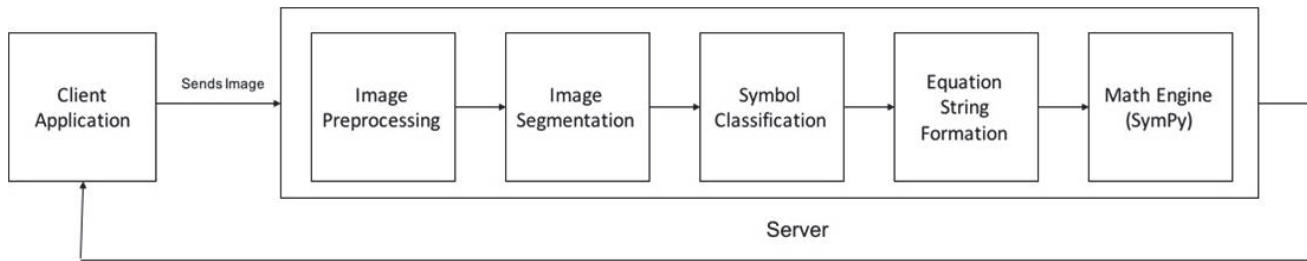 Client
Application
Sends Image
Image
Preprocessing
Image
Segmentation
Symbol
Classification
Equation
String
Formation
Math Engine
(SymPy)
Server